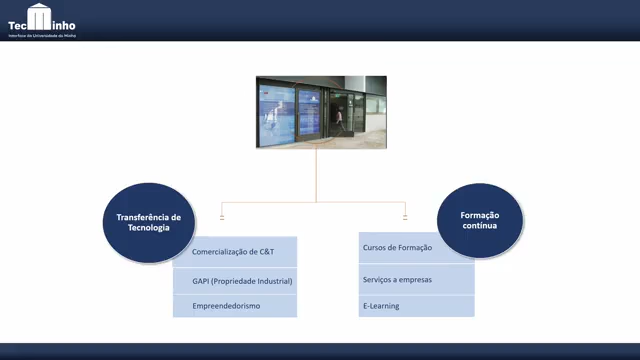 TecMinho
Interface da Universidade do Minho
Transferência de
Tecnologia
Comercialização de C&T
GAPI (Propriedade Industrial)
Empreendedorismo
Formação
contínua
Cursos de Formação
Serviços a empresas
E-Learning